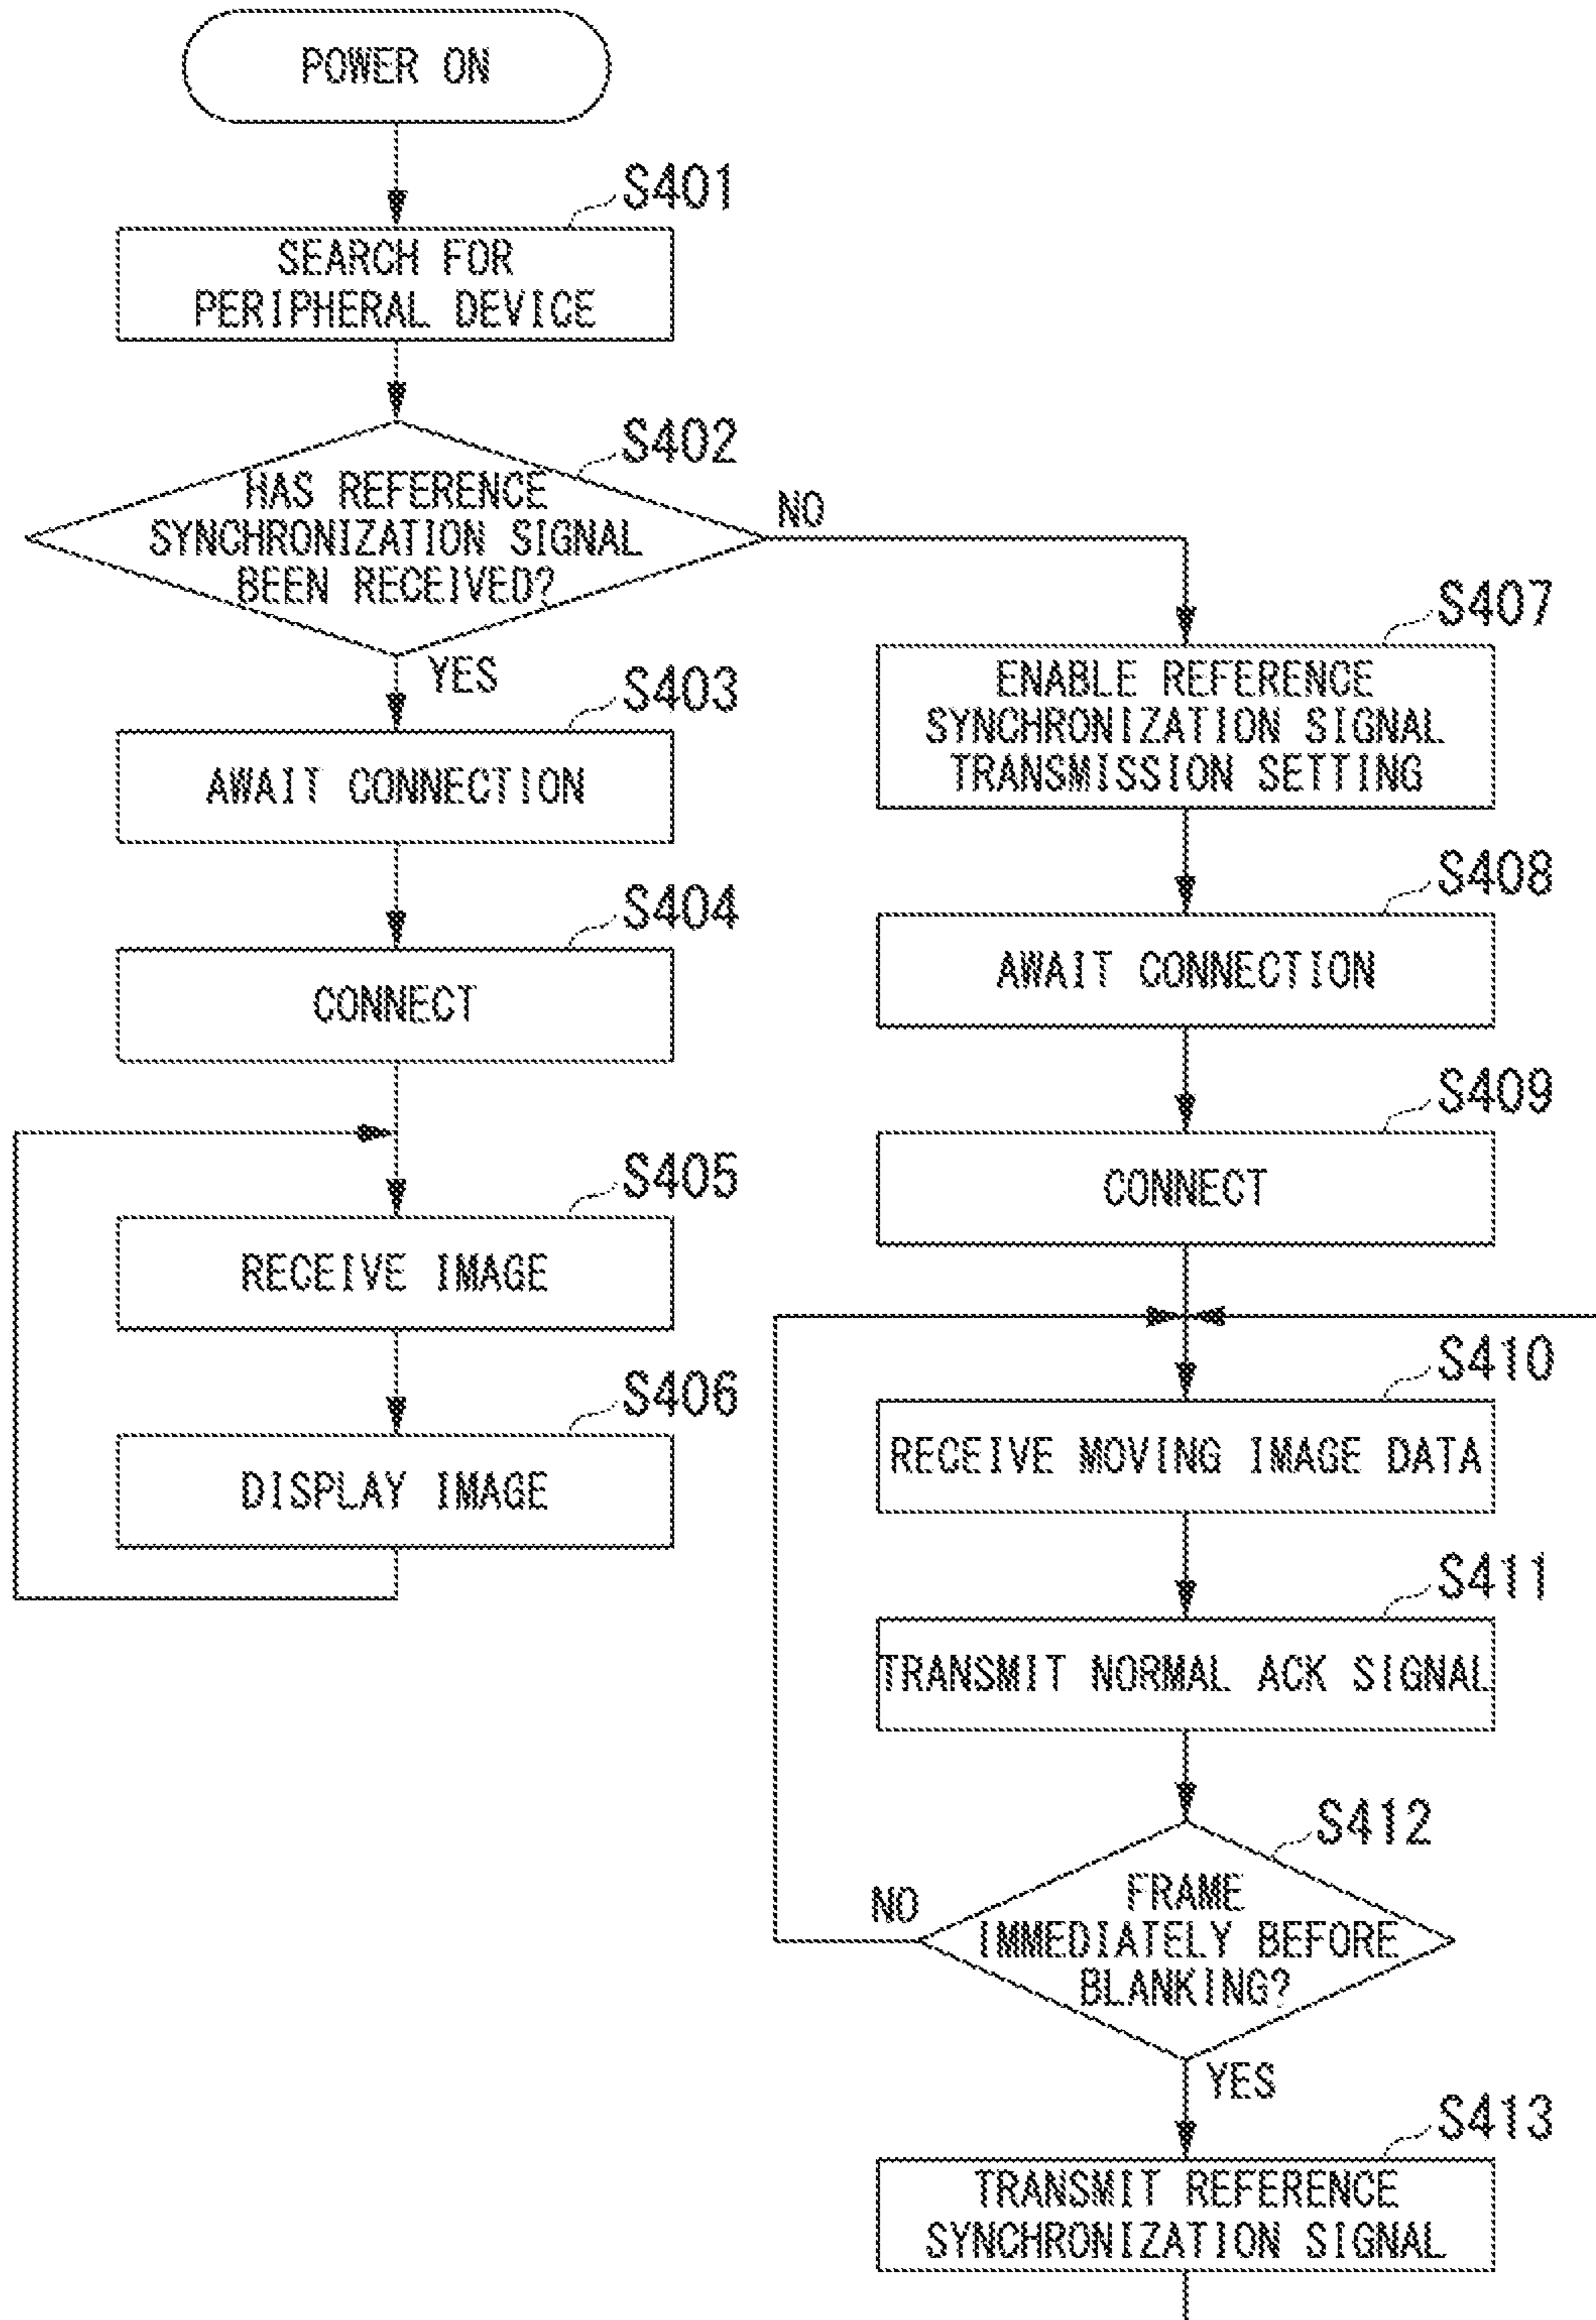 POWER ON
S401
SEARCH FOR
PERIPHERAL DEVICE
S402
HAS REFERENCE
SYNCHRONIZATION SIGNAL
BEEN RECEIVED?
NO
YES
S403
AWAIT CONNECTION
S404
CONNECT
S405
RECEIVE IMAGE
S406
DISPLAY IMAGE
S407
ENABLE REFERENCE
SYNCHRONIZATION SIGNAL
TRANSMISSION SETTING
S408
AWAIT CONNECTION
S409
CONNECT
S410
RECEIVE MOVING IMAGE DATA
S411
TRANSMIT NORMAL ACK SIGNAL
S412
FRAME
IMMEDIATELY BEFORE
BLANKING?
NO
YES
S413
TRANSMIT REFERENCE
SYNCHRONIZATION SIGNAL